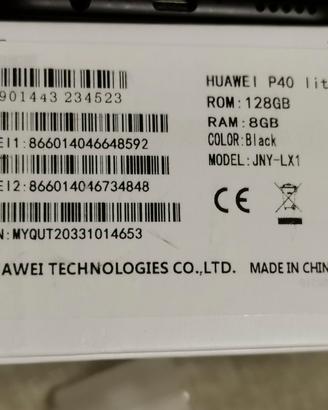 HUAWEI P40 lit
901443 234523
ROM:128GB
RAM:8GB
EI1:866014046648592
COLOR:Black
MODEL:JNY-LX1
EI2:866014046734848
CE
N:MYQUT20331014653
AWEI TECHNOLOGIES CO.,LTD. MADE IN CHIN